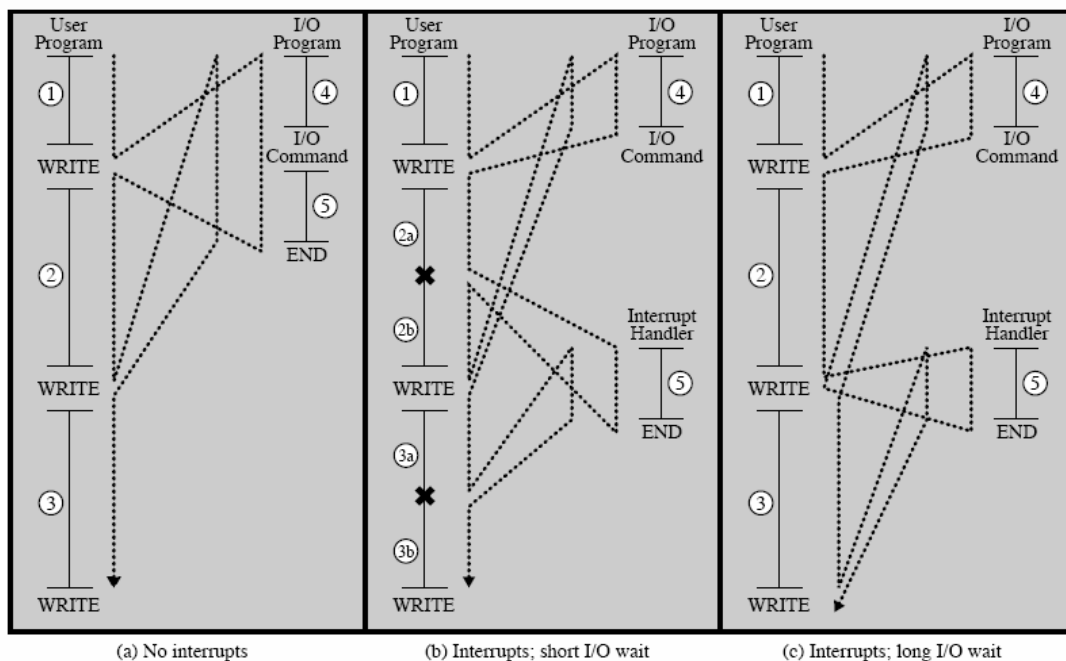 User
Program
I/O
Program
1
4
I/O
Command
WRITE
5
END
2
WRITE
3
WRITE
(a) No interrupts
User
Program
I/O
Program
1
4
I/O
Command
WRITE
2a
2b
Interrupt
Handler
5
END
WRITE
3a
3b
WRITE
(b) Interrupts; short I/O wait
User
Program
I/O
Program
1
4
I/O
Command
WRITE
2
Interrupt
Handler
5
END
WRITE
3
WRITE
(c) Interrupts; long I/O wait